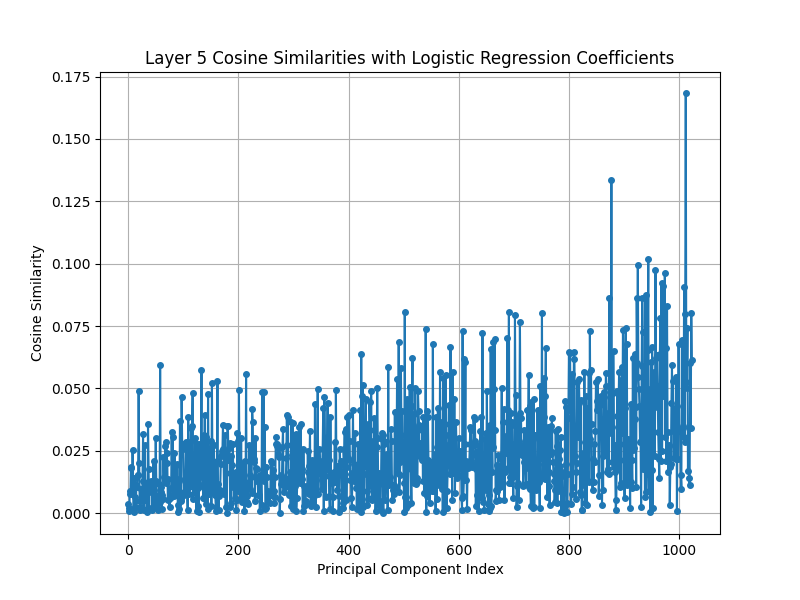 Layer 5 Cosine Similarities with Logistic Regression Coefficients
0.175
0.150
0.125
0.100
0.075
0.050
0.025
0.000
Cosine Similarity
0 200 400 600 800 1000
Principal Component Index